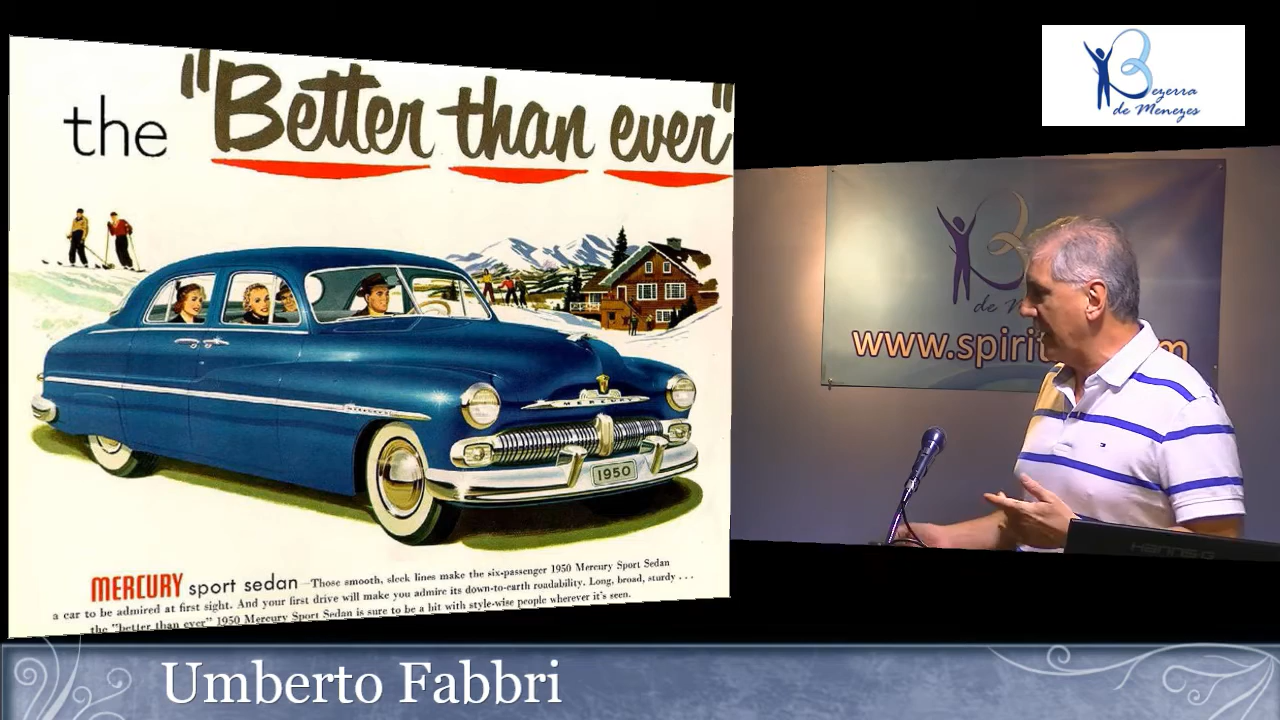 the "Better than ever"
MERCURY
1950
MERCURY sport sedan —Those smooth, sleek lines make the six-passenger 1950 Mercury Sport Sedan
a car to be admired at first sight. And your first drive will make you admire its down-to-earth roadability. Long, broad, sturdy . . .
the "better than ever" 1950 Mercury Sport Sedan is sure to be a hit with style-wise people wherever it's seen.
Bezerra
de Menezes
B
de
www.spirit
m
HANNS-G
Umberto Fabbri